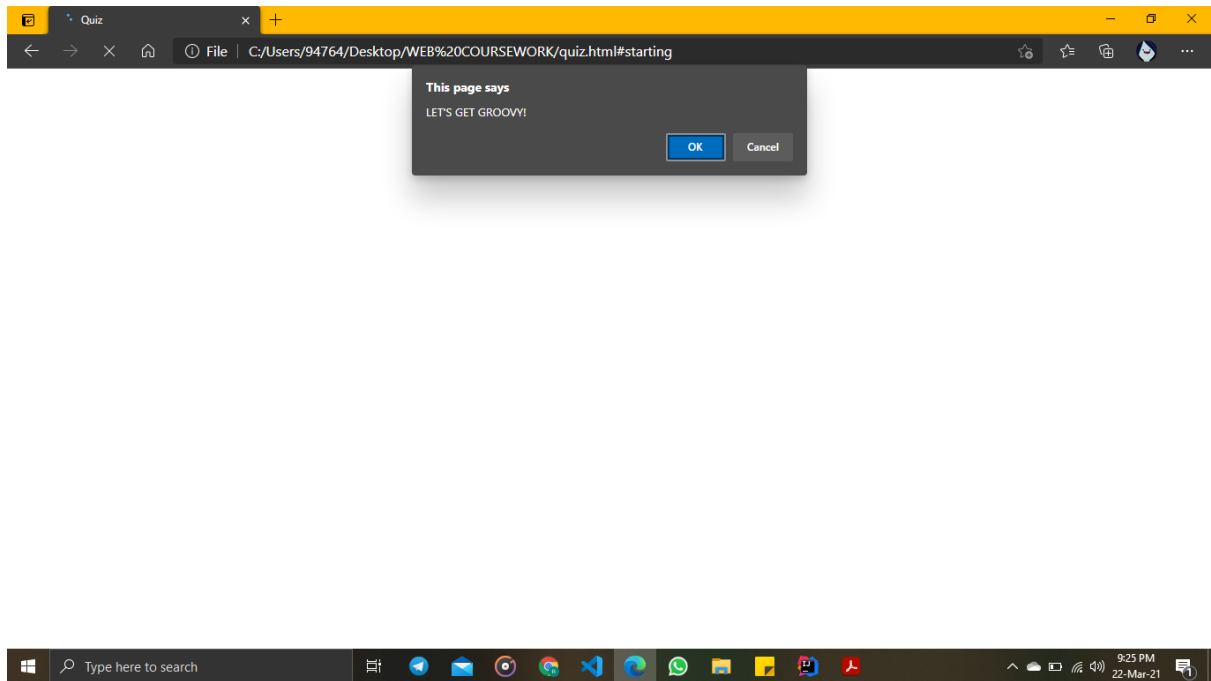 Quiz
File | C:/Users/94764/Desktop/WEB%20COURSEWORK/quiz.html#starting
This page says
LET'S GET GROOVY!
OK Cancel
Type here to search
9:25 PM
22-Mar-21
1